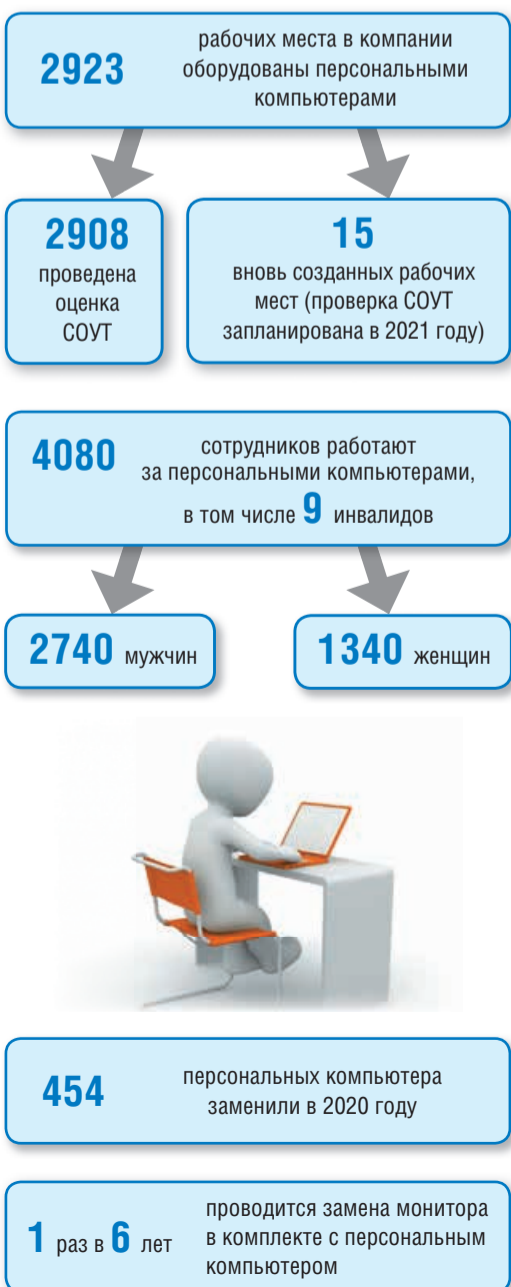 2923 рабочих места в компании
оборудованы персональными
компьютерами
2908
проведена
оценка
СОУТ
15
вновь созданных рабочих
мест (проверка СОУТ
запланирована в 2021 году)
4080 сотрудников работают
за персональными компьютерами,
в том числе 9 инвалидов
2740 мужчин
1340 женщин
454 персональных компьютера
заменили в 2020 году
1 раз в 6 лет проводится замена монитора
в комплекте с персональным
компьютером